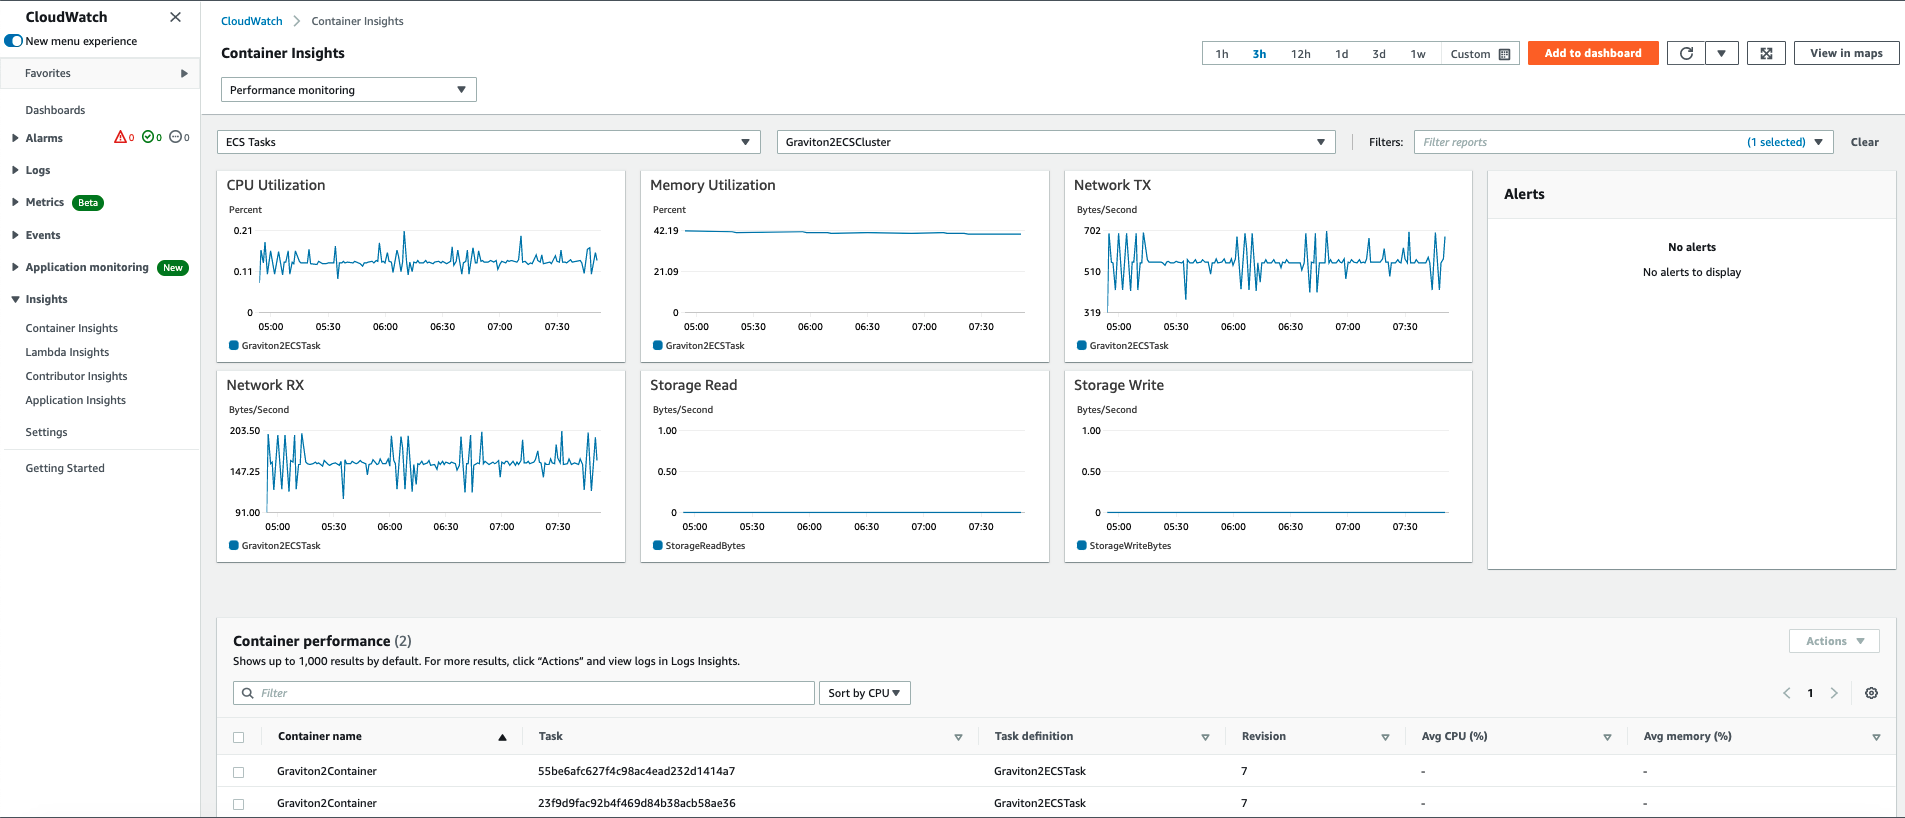 CloudWatch
New menu experience
Favorites
Dashboards
Alarms 0 0 0
Logs
Metrics Beta
Events
Application monitoring New
Insights
Container Insights
Lambda Insights
Contributor Insights
Application Insights
Settings
Getting Started
CloudWatch > Container Insights
Container Insights
1h 3h 12h 1d 3d 1w Custom Add to dashboard View in maps
Performance monitoring
ECS Tasks Graviton2ECSCluster Filters: Filter reports (1 selected) Clear
CPU Utilization
Percent
0.21
0.11
0
05:00 05:30 06:00 06:30 07:00 07:30
Graviton2ECSTask
Memory Utilization
Percent
42.19
21.09
0
05:00 05:30 06:00 06:30 07:00 07:30
Graviton2ECSTask
Network TX
Bytes/Second
702
510
319
05:00 05:30 06:00 06:30 07:00 07:30
Graviton2ECSTask
Alerts
No alerts
No alerts to display
Network RX
Bytes/Second
203.50
147.25
91.00
05:00 05:30 06:00 06:30 07:00 07:30
Graviton2ECSTask
Storage Read
Bytes/Second
1.00
0.50
0
05:00 05:30 06:00 06:30 07:00 07:30
StorageReadBytes
Storage Write
Bytes/Second
1.00
0.50
0
05:00 05:30 06:00 06:30 07:00 07:30
StorageWriteBytes
Container performance (2)
Actions
Shows up to 1,000 results by default. For more results, click “Actions” and view logs in Logs Insights.
Filter Sort by CPU < 1 >
Container name Task Task definition Revision Avg CPU (%) Avg memory (%)
Graviton2Container 55be6afc627f4c98ac4ead232d1414a7 Graviton2ECSTask 7 - -
Graviton2Container 23f9d9fac92b4f469d84b38acb58ae36 Graviton2ECSTask 7 - -